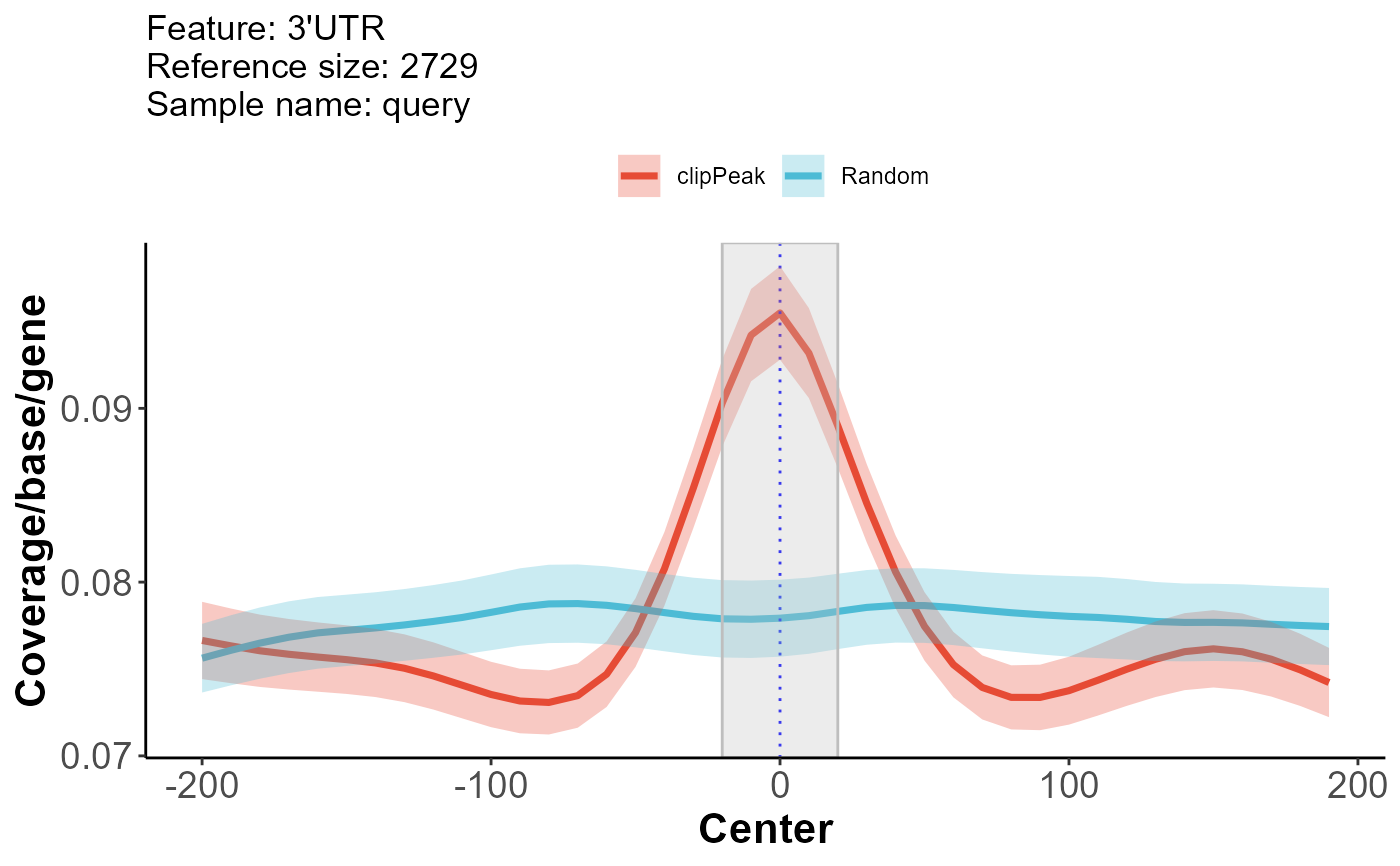 Feature: 3'UTR
Reference size: 2729
Sample name: query
clipPeak Random
Coverage/base/gene
0.09
0.08
0.07
-200 -100 0 100 200
Center